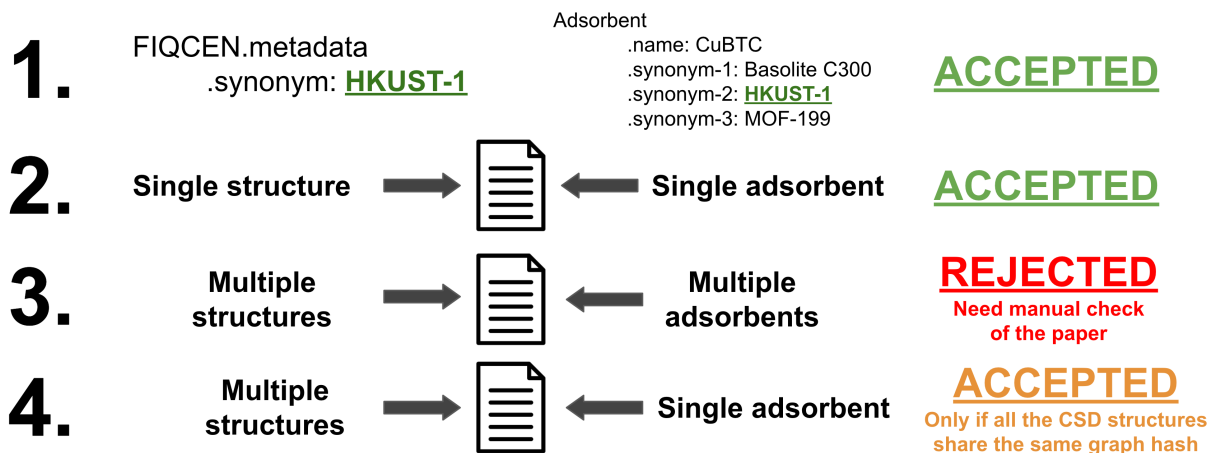 1.
FIQCEN.metadata
.synonym: HKUST-1
Adsorbent
.name: CuBTC
.synonym-1: Basolite C300
.synonym-2: HKUST-1
.synonym-3: MOF-199
ACCEPTED
2.
Single structure
Single adsorbent
ACCEPTED
3.
Multiple
structures
Multiple
adsorbents
REJECTED
Need manual check
of the paper
4.
Multiple
structures
Single adsorbent
ACCEPTED
Only if all the CSD structures
share the same graph hash